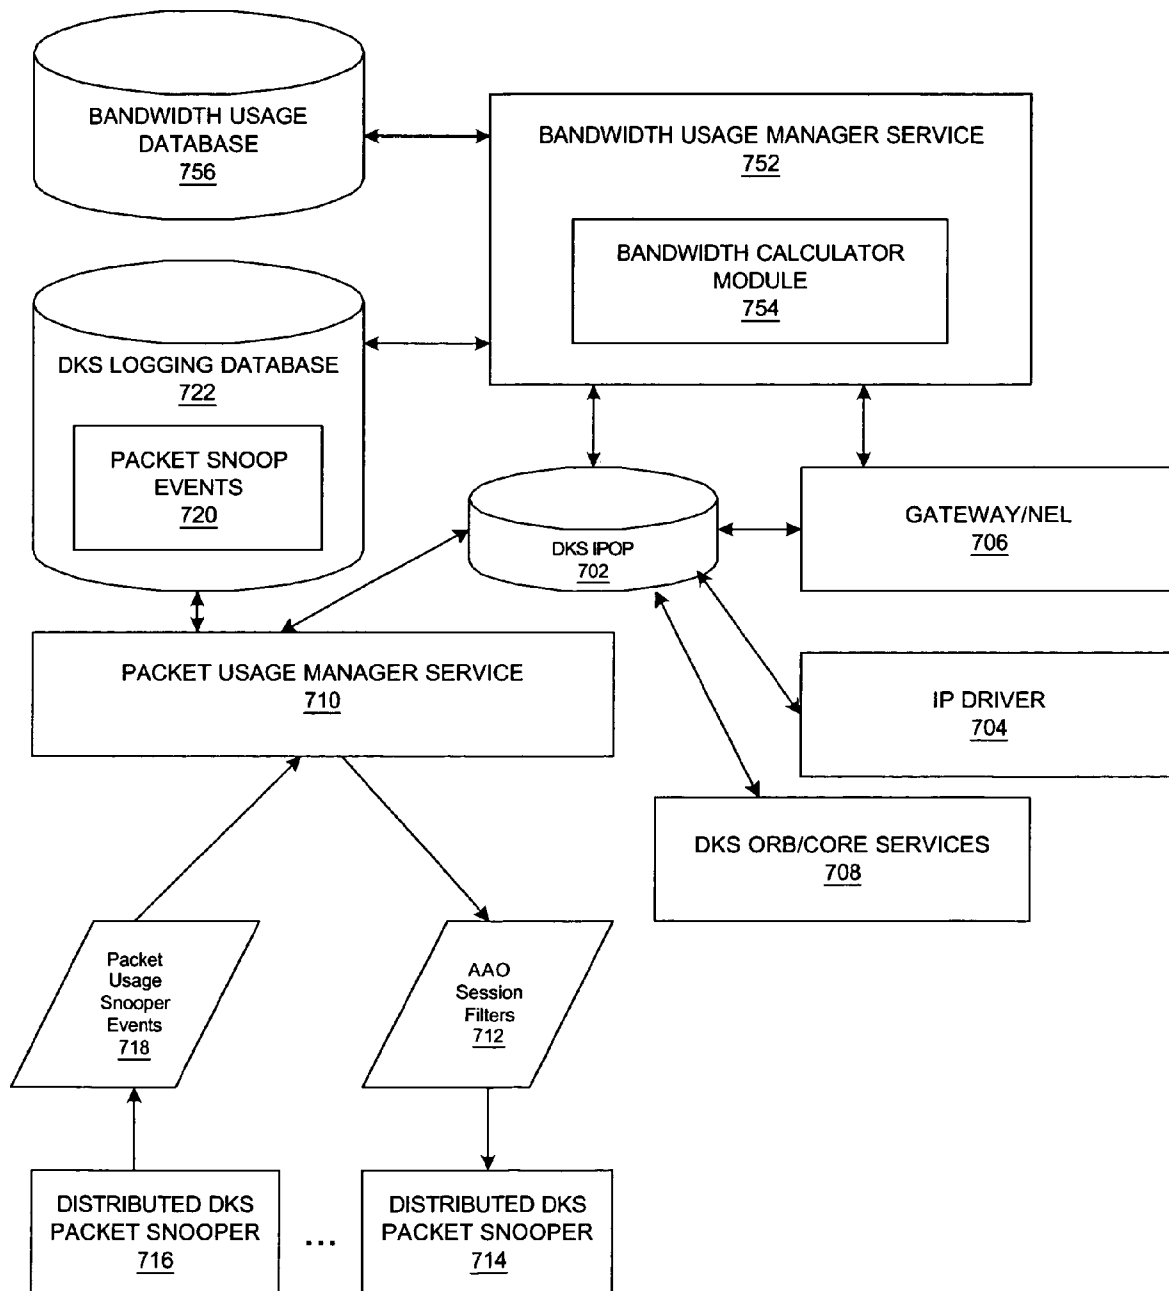 BANDWIDTH USAGE
DATABASE
756
BANDWIDTH USAGE MANAGER SERVICE
752
BANDWIDTH CALCULATOR
MODULE
754
DKS LOGGING DATABASE
722
PACKET SNOOP
EVENTS
720
DKS IPOP
702
GATEWAY/NEL
706
PACKET USAGE MANAGER SERVICE
710
IP DRIVER
704
DKS ORB/CORE SERVICES
708
Packet
Usage
Snooper
Events
718
AAO
Session
Filters
712
DISTRIBUTED DKS
PACKET SNOOPER
716
...
DISTRIBUTED DKS
PACKET SNOOPER
714